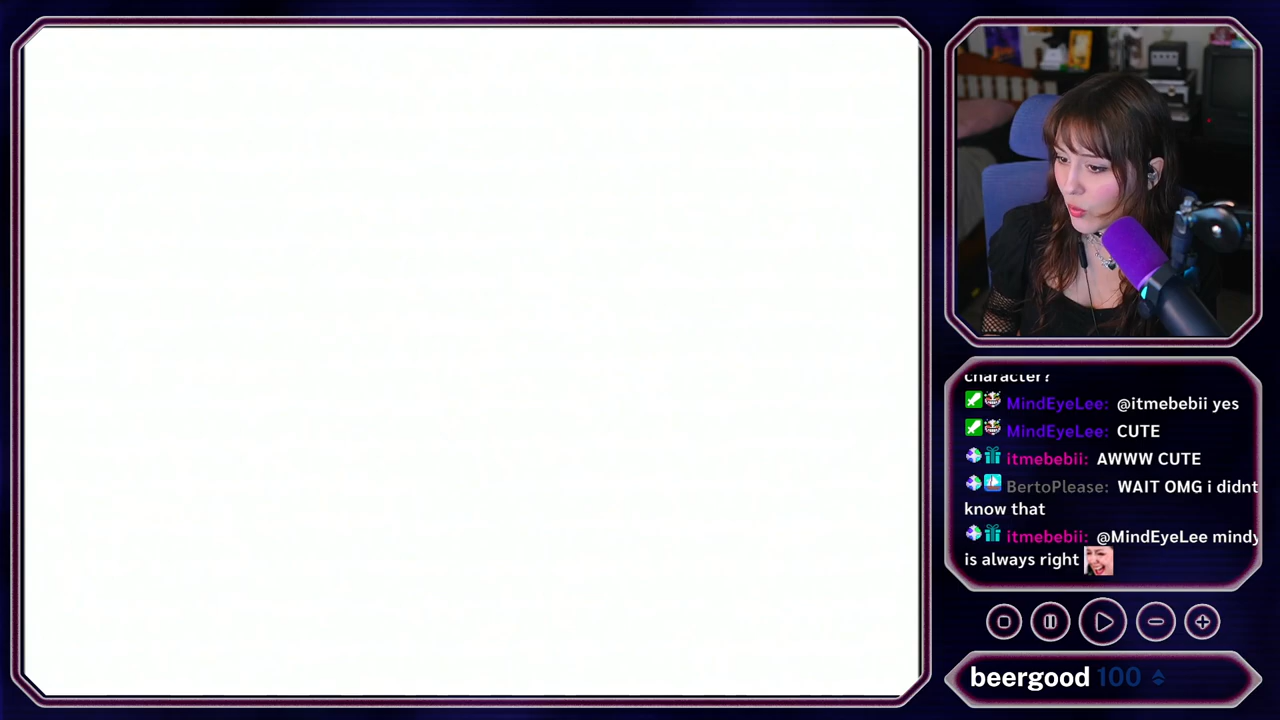 character?
MindEyeLee: @itmebebii yes
MindEyeLee: CUTE
itmebebii: AWWW CUTE
BertoPlease: WAIT OMG i didnt
know that
itmebebii: @MindEyeLee mindy
is always right
beergood 100